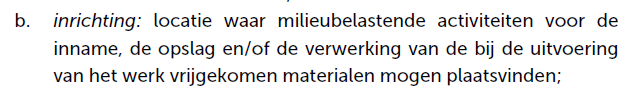 b. inrichting: locatie waar milieubelastende activiteiten voor de
inname, de opslag en/of de verwerking van de bij de uitvoering
van het werk vrijgekomen materialen mogen plaatsvinden;